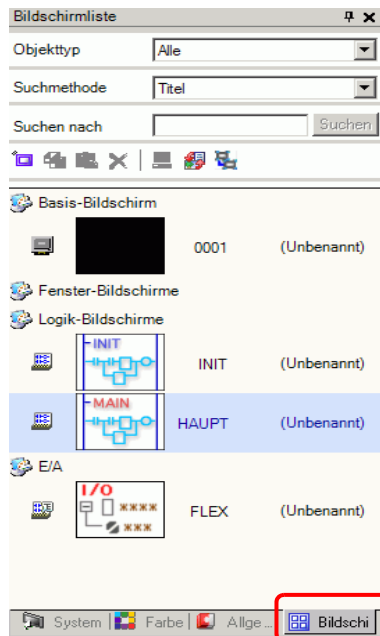 Bildschirmliste
Objekttyp Alle
Suchmethode Titel
Suchen nach Suchen
Basis-Bildschirm
0001 (Unbenannt)
Fenster-Bildschirme
Logik-Bildschirme
INIT
INIT (Unbenannt)
MAIN
HAUPT (Unbenannt)
E/A
I/O
****
***
FLEX (Unbenannt)
System Farbe Allge... Bildschi